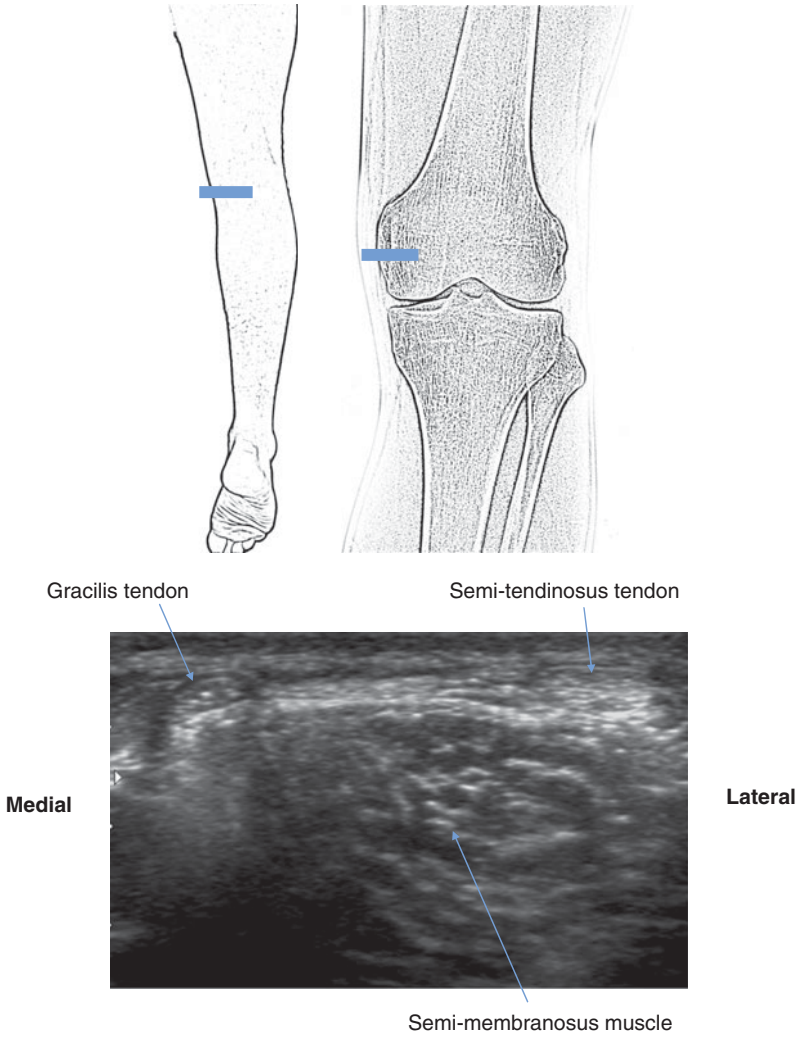 Gracilis tendon
Semi-tendinosus tendon
Medial
Lateral
Semi-membranosus muscle